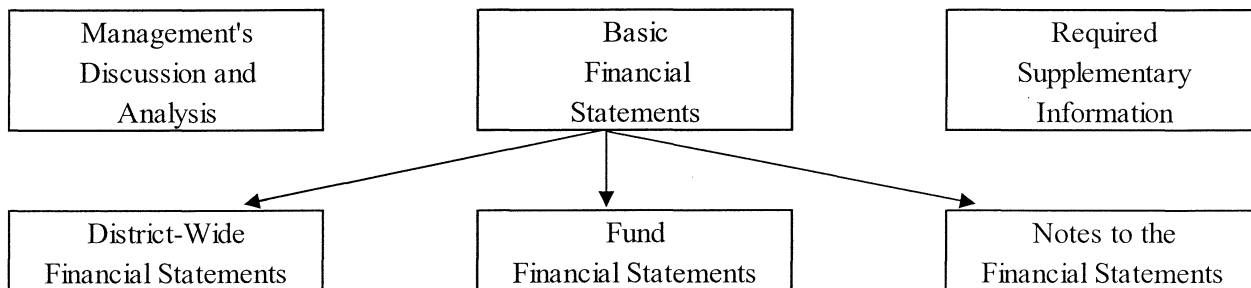 Management's
Discussion and
Analysis
Basic
Financial
Statements
Required
Supplementary
Information
District-Wide
Financial Statements
Fund
Financial Statements
Notes to the
Financial Statements